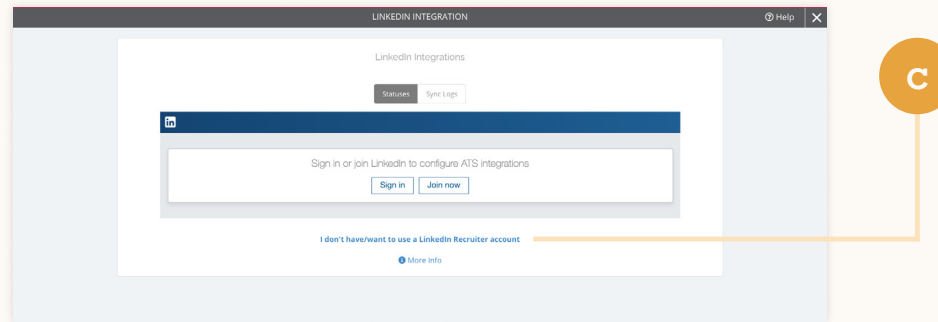 LINKEDIN INTEGRATION
Help
LinkedIn Integrations
Statuses Sync Logs
in
Sign in or join LinkedIn to configure ATS integrations
Sign in Join now
I don't have/want to use a LinkedIn Recruiter account
More Info
C